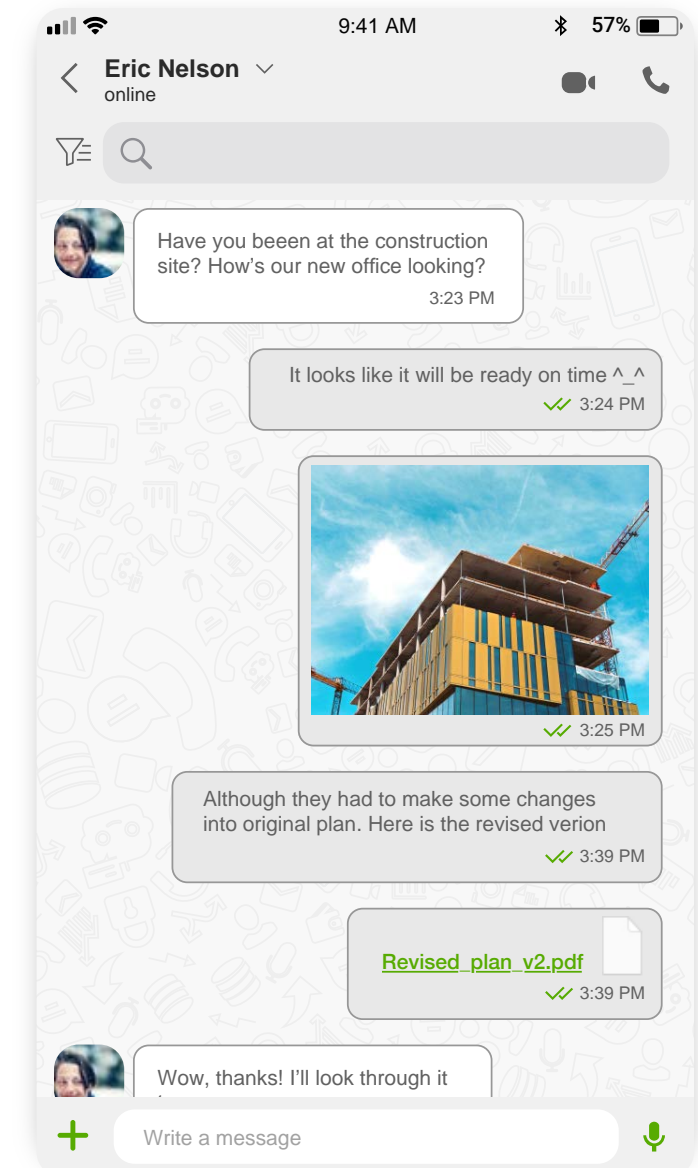 9:41 AM
57%
Eric Nelson
online
Have you beeen at the construction
site? How's our new office looking?
3:23 PM
It looks like it will be ready on time ^_^
3:24 PM
3:25 PM
Although they had to make some changes
into original plan. Here is the revised verion
3:39 PM
Revised_plan_v2.pdf
3:39 PM
Wow, thanks! I'll look through it
Write a message